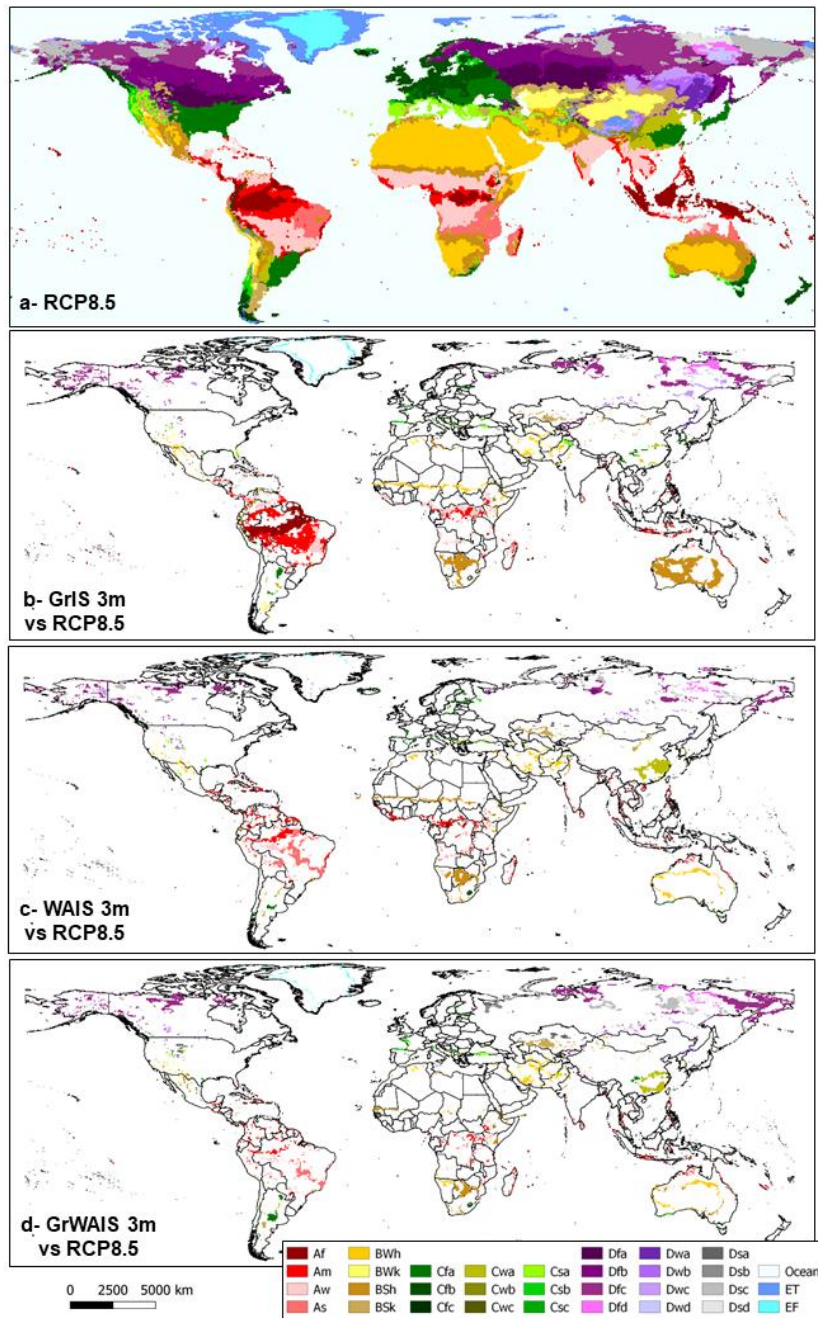 a- RCP8.5
b- GrIS 3m
vs RCP8.5
c- WAIS 3m
vs RCP8.5
d- GrWAIS 3m
vs RCP8.5
0 2500 5000 km
Af BWh Dfa Dwa Dsa
Am BWk Cfa Cwa Csa Dfb Dwb Dsb Ocean
Aw BSh Cfb Cwb Csb Dfc Dwc Dsc ET
As BSk Cfc Cwc Csc Dfd Dwd Dsd EF